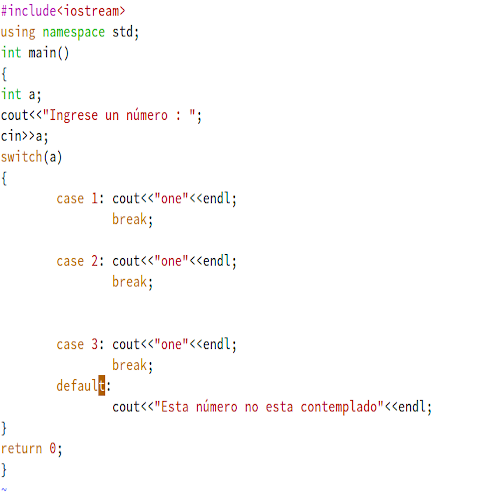 #include<iostream>
using namespace std;
int main()
{
int a;
cout<<"Ingrese un número : ";
cin>>a;
switch(a)
{
case 1: cout<<"one"<<endl;
break;
case 2: cout<<"one"<<endl;
break;
case 3: cout<<"one"<<endl;
break;
default:
cout<<"Esta número no esta contemplado"<<endl;
}
return 0;
}
~